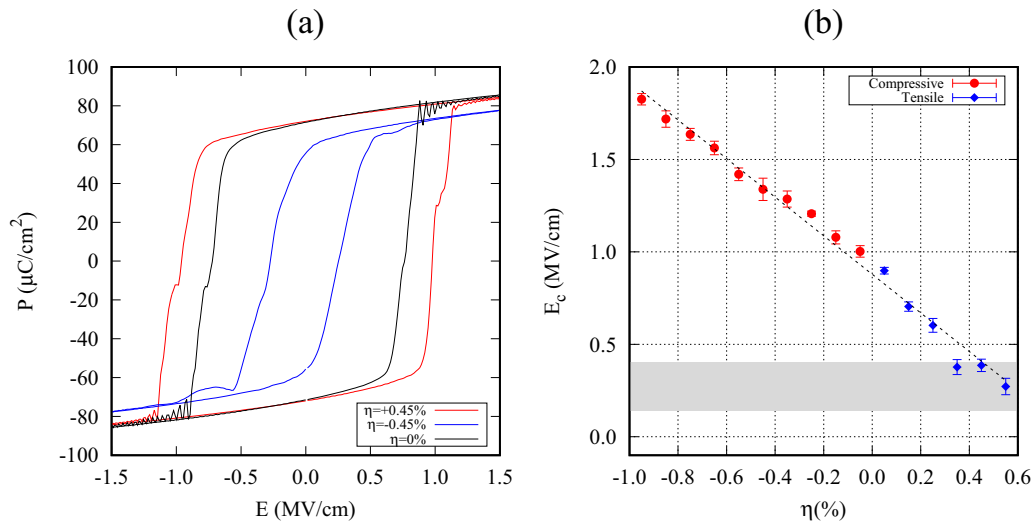 (a)
100
80
60
40
20
0
-20
-40
-60
-80
-100
P (μC/cm²)
-1.5 -1.0 -0.5 0.0 0.5 1.0 1.5
E (MV/cm)
η=+0.45%
η=-0.45%
η=0%
(b)
2.0
1.5
1.0
0.5
0.0
E_c (MV/cm)
-1.0 -0.8 -0.6 -0.4 -0.2 0.0 0.2 0.4 0.6
η(%)
Compressive
Tensile